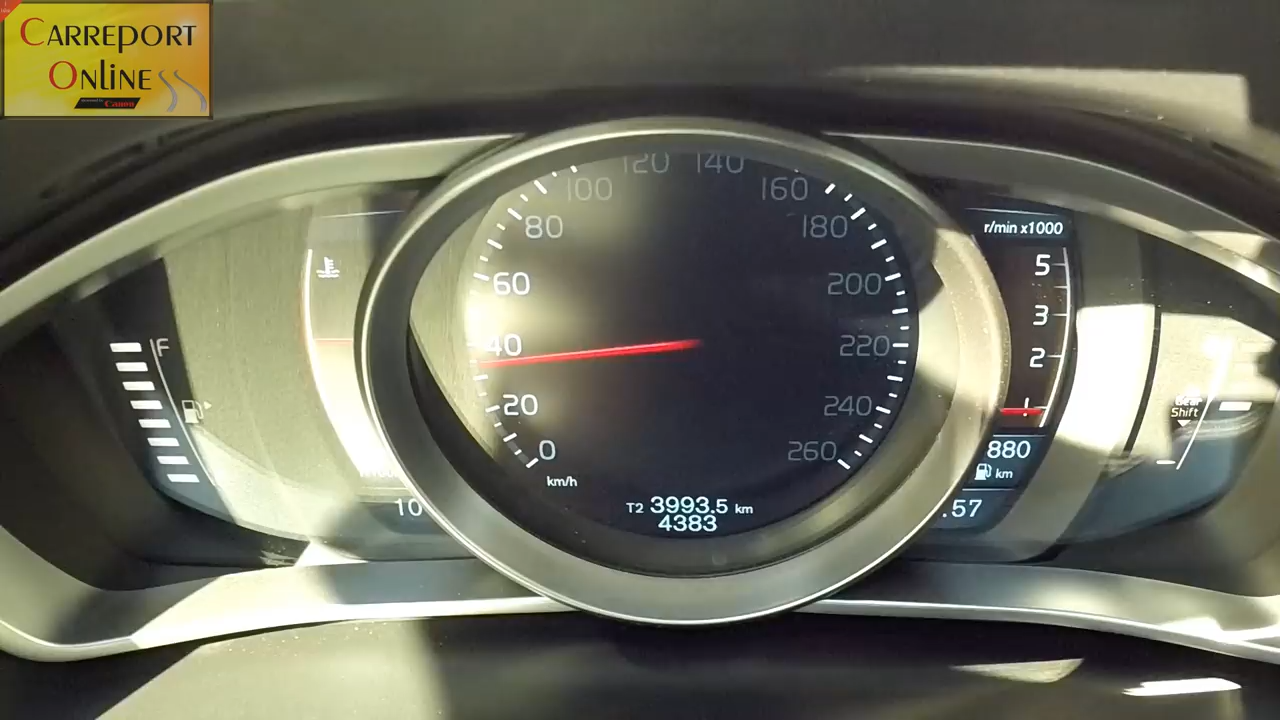 CARREPORT
ONLINE
Canon
120 140
100 160
80 180
60 200
40 220
20 240
0 260
km/h
T2 3993.5 km
4383
F
10
r/min x1000
5
3
2
1
880
km
.57
Gear
Shift